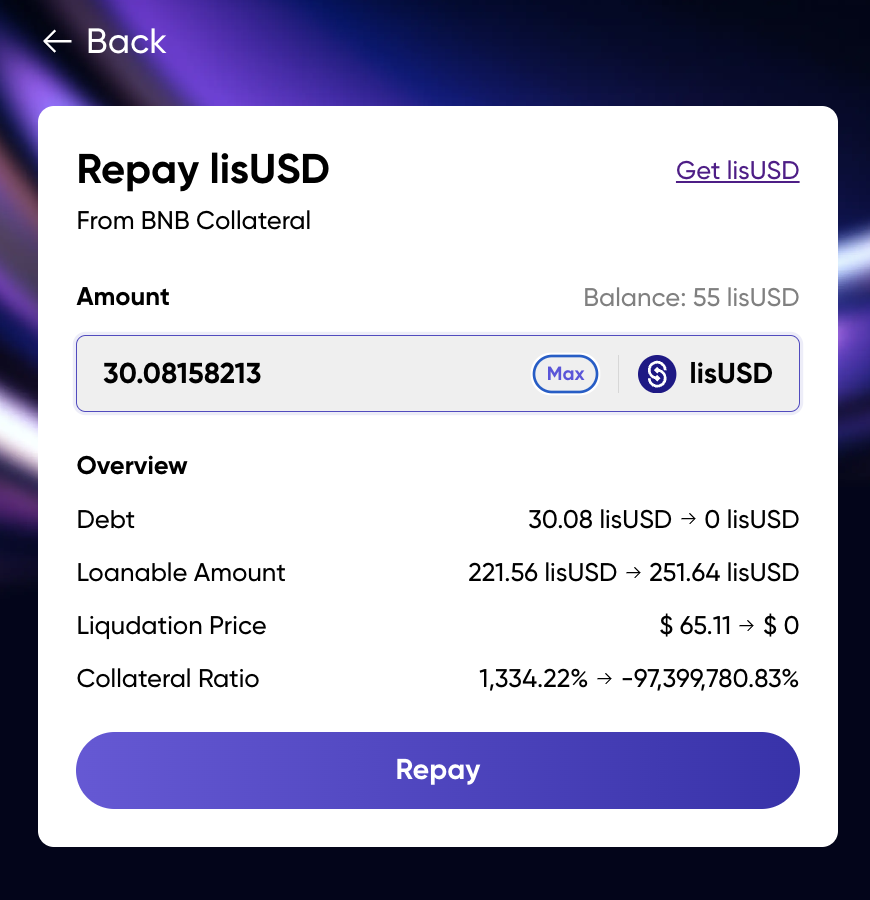 ← Back
Repay lisUSD
Get lisUSD
From BNB Collateral
Amount
Balance: 55 lisUSD
30.08158213
Max
lisUSD
Overview
Debt
30.08 lisUSD → 0 lisUSD
Loanable Amount
221.56 lisUSD → 251.64 lisUSD
Liqudation Price
$ 65.11 → $ 0
Collateral Ratio
1,334.22% → -97,399,780.83%
Repay